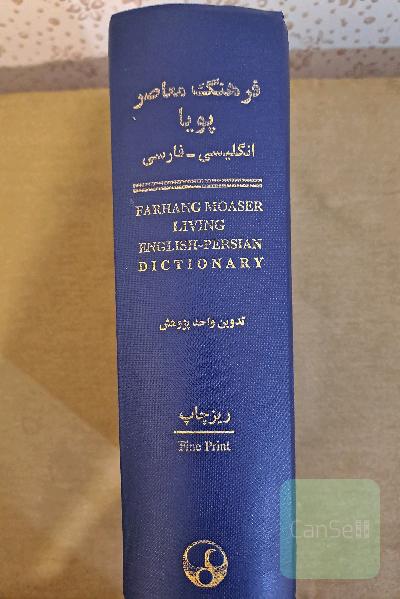 فرهنگ معاصر
پویا
انگلیسی - فارسی
FARHANG MOASER
LIVING
ENGLISH-PERSIAN
DICTIONARY
تدوین واحد پژوهش
ریزچاپ
Fine Print
CanSell